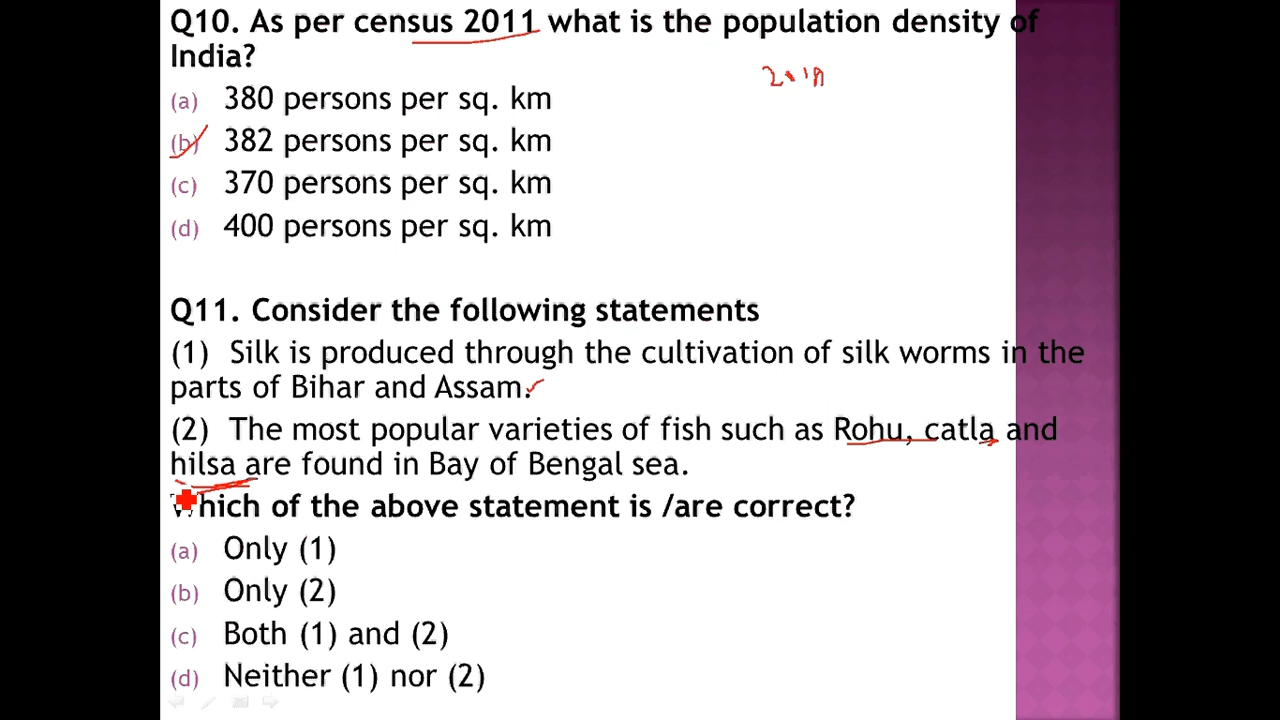 Q10. As per census 2011 what is the population density of
India?
(a) 380 persons per sq. km
(b) 382 persons per sq. km
(c) 370 persons per sq. km
(d) 400 persons per sq. km
Q11. Consider the following statements
(1) Silk is produced through the cultivation of silk worms in the
parts of Bihar and Assam.
(2) The most popular varieties of fish such as Rohu, catla and
hilsa are found in Bay of Bengal sea.
Which of the above statement is /are correct?
(a) Only (1)
(b) Only (2)
(c) Both (1) and (2)
(d) Neither (1) nor (2)